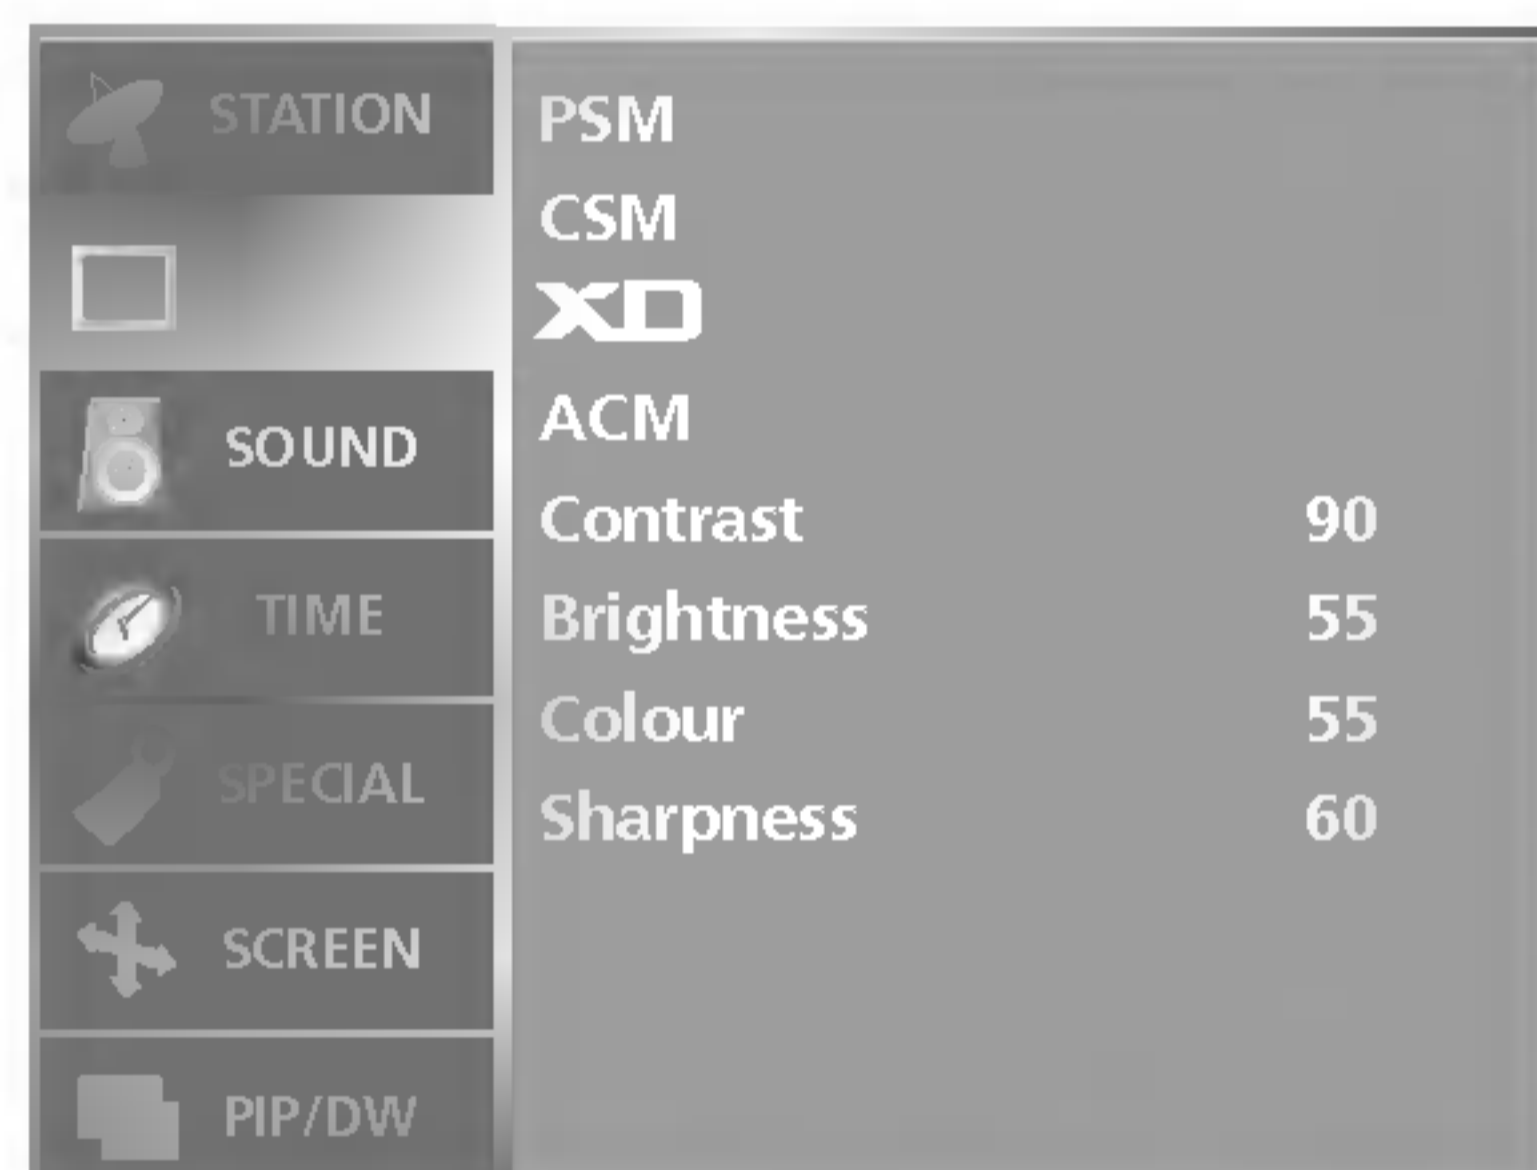 STATION
SOUND
TIME
SPECIAL
SCREEN
PIP/DW
PSM
CSM
XD
ACM
Contrast 90
Brightness 55
Colour 55
Sharpness 60